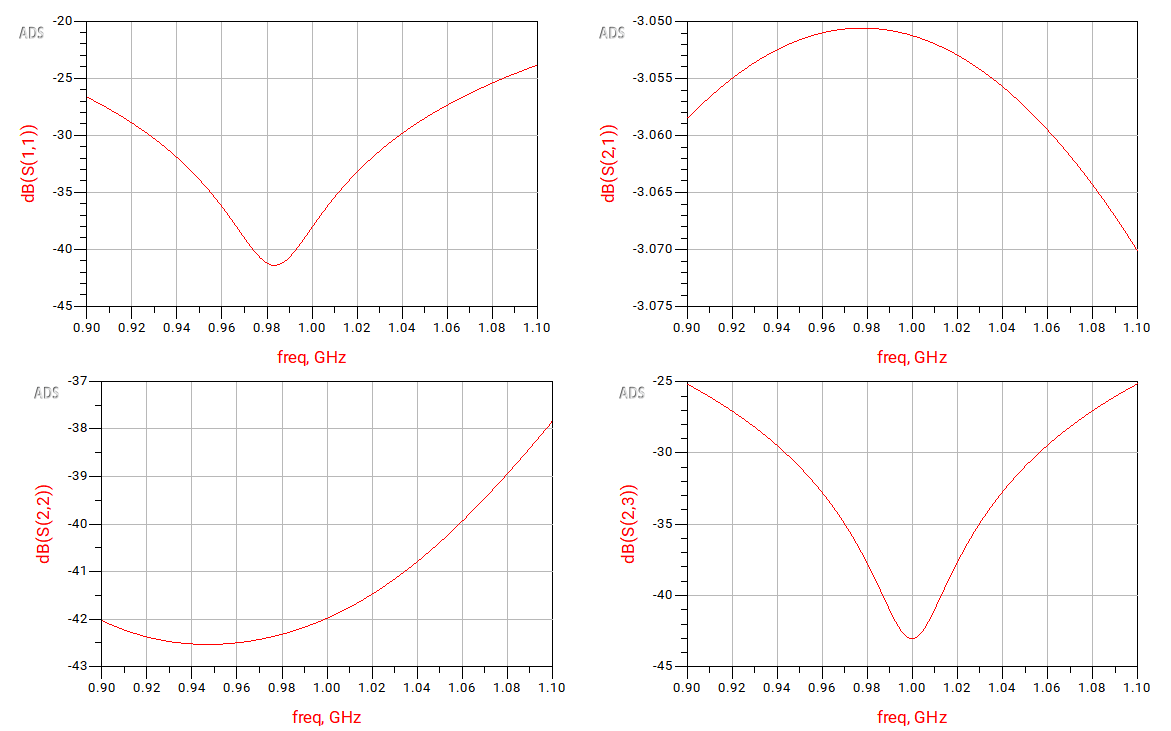 ADS
dB(S(1,1))
-20
-25
-30
-35
-40
-45
0.90 0.92 0.94 0.96 0.98 1.00 1.02 1.04 1.06 1.08 1.10
freq, GHz
ADS
dB(S(2,1))
-3.050
-3.055
-3.060
-3.065
-3.070
-3.075
0.90 0.92 0.94 0.96 0.98 1.00 1.02 1.04 1.06 1.08 1.10
freq, GHz
ADS
dB(S(2,2))
-37
-38
-39
-40
-41
-42
-43
0.90 0.92 0.94 0.96 0.98 1.00 1.02 1.04 1.06 1.08 1.10
freq, GHz
ADS
dB(S(2,3))
-25
-30
-35
-40
-45
0.90 0.92 0.94 0.96 0.98 1.00 1.02 1.04 1.06 1.08 1.10
freq, GHz